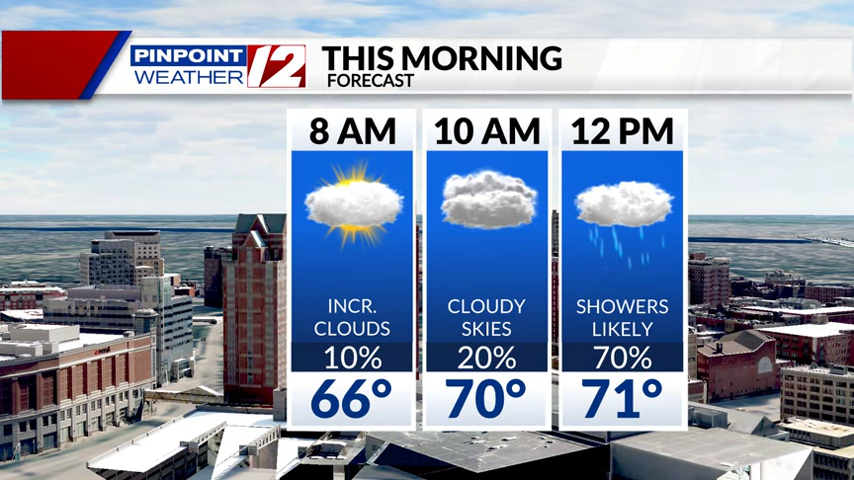 PINPOINT
WEATHER 12
THIS MORNING
FORECAST
8 AM
INCR.
CLOUDS
10%
66°
10 AM
CLOUDY
SKIES
20%
70°
12 PM
SHOWERS
LIKELY
70%
71°